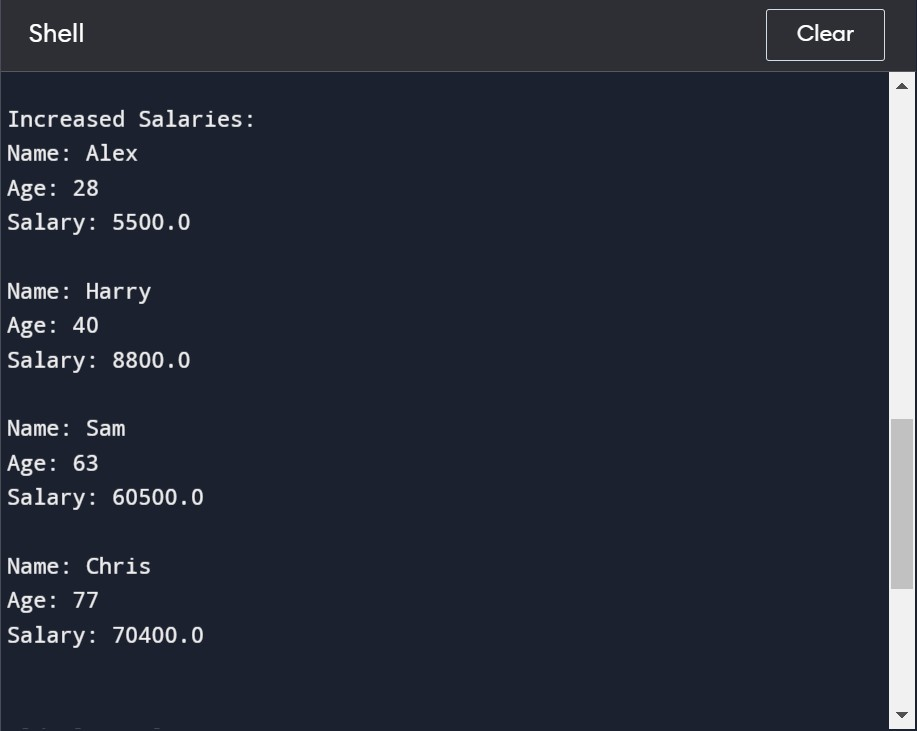 Shell
Clear
Increased Salaries:
Name: Alex
Age: 28
Salary: 5500.0
Name: Harry
Age: 40
Salary: 8800.0
Name: Sam
Age: 63
Salary: 60500.0
Name: Chris
Age: 77
Salary: 70400.0